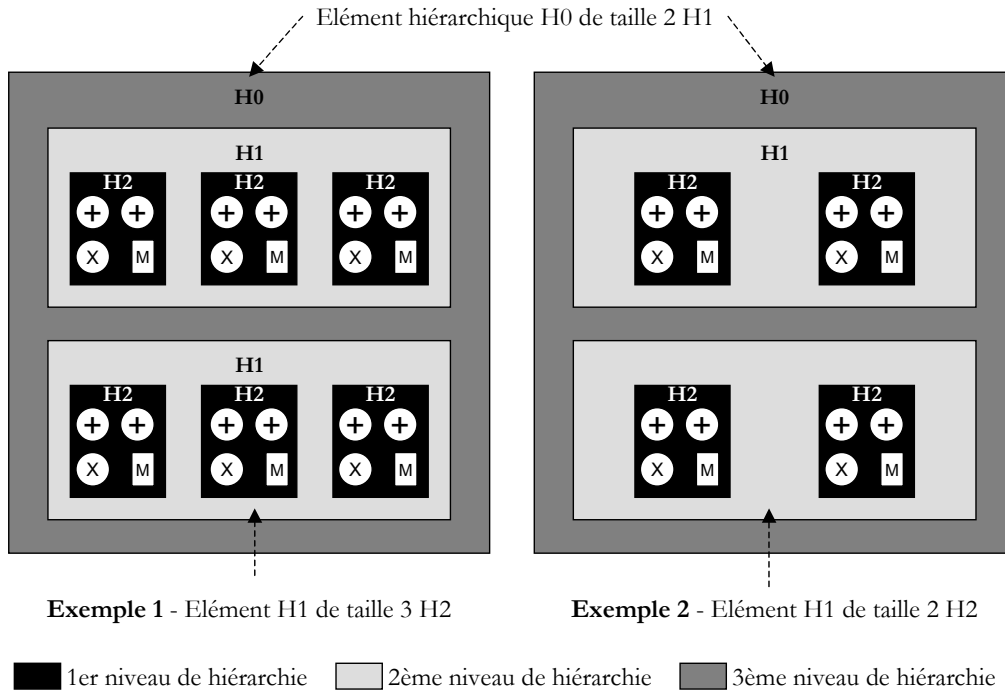 Elément hiérarchique H0 de taille 2 H1
H0
H1
H2 H2 H2
+ + + + + +
X M X M X M
H1
H2 H2 H2
+ + + + + +
X M X M X M
Exemple 1 - Elément H1 de taille 3 H2
H0
H1
H2 H2
+ + + +
X M X M
H2 H2
+ + + +
X M X M
Exemple 2 - Elément H1 de taille 2 H2
1er niveau de hiérarchie 2ème niveau de hiérarchie 3ème niveau de hiérarchie